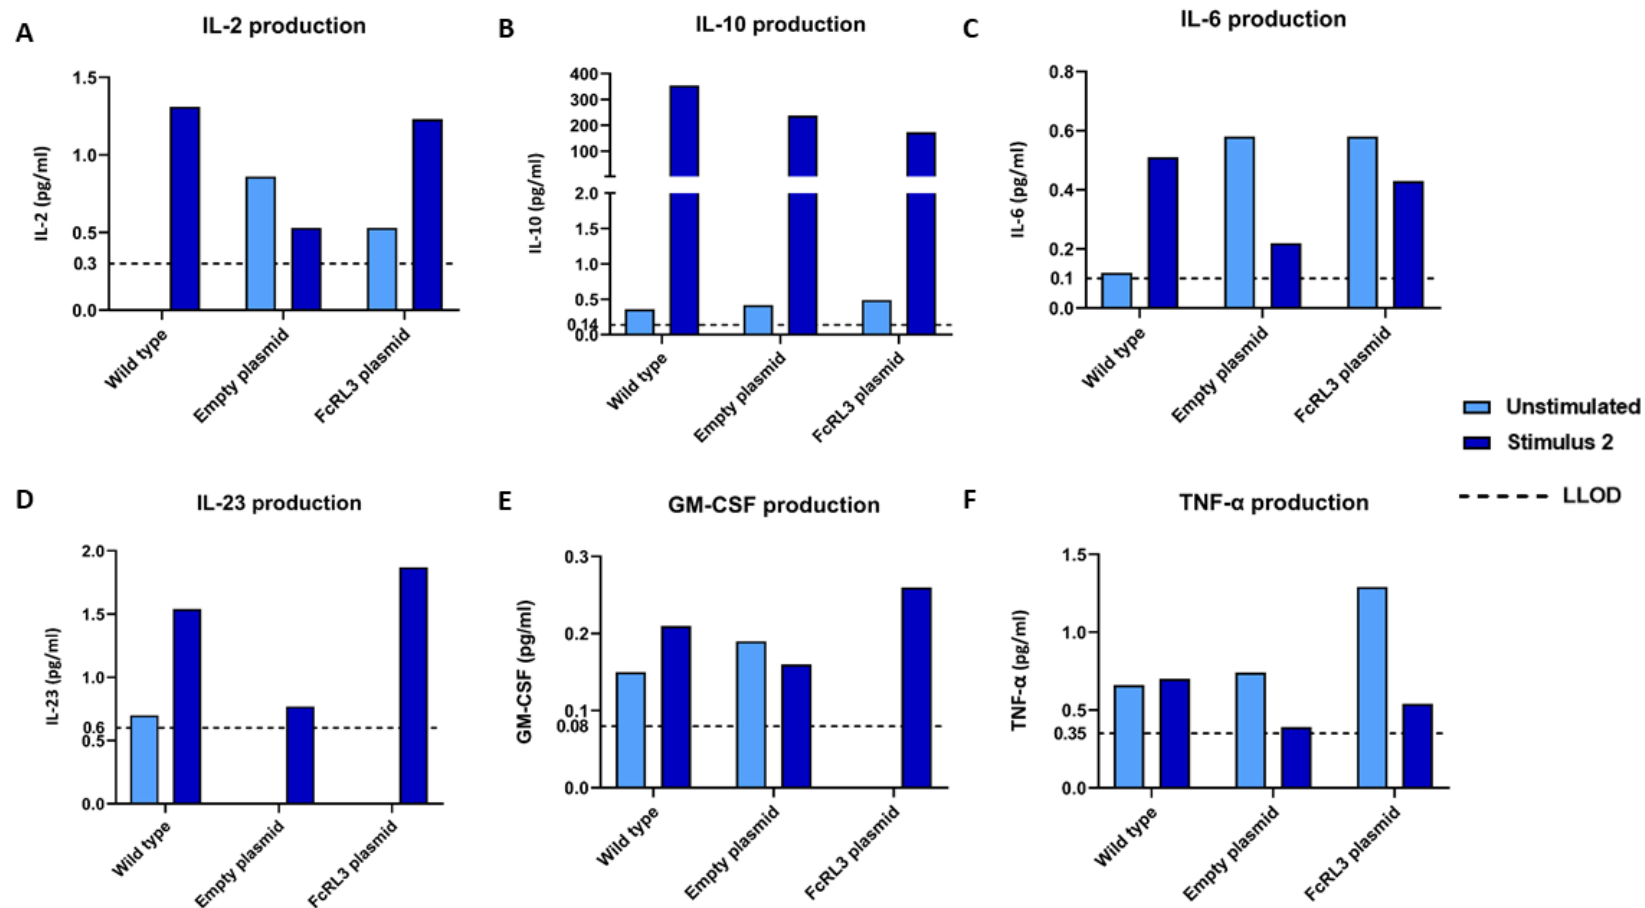 A
IL-2 production
IL-2 (pg/ml)
1.5
1.0
0.5
0.3
0.0
Wild type
Empty plasmid
FcRL3 plasmid
B
IL-10 production
IL-10 (pg/ml)
400
300
200
100
2.0
1.5
1.0
0.5
0.14
0.0
Wild type
Empty plasmid
FcRL3 plasmid
C
IL-6 production
IL-6 (pg/ml)
0.8
0.6
0.4
0.2
0.1
0.0
Wild type
Empty plasmid
FcRL3 plasmid
Unstimulated
Stimulus 2
LLOD
D
IL-23 production
IL-23 (pg/ml)
2.0
1.5
1.0
0.6
0.5
0.0
Wild type
Empty plasmid
FcRL3 plasmid
E
GM-CSF production
GM-CSF (pg/ml)
0.3
0.2
0.1
0.08
0.0
Wild type
Empty plasmid
FcRL3 plasmid
F
TNF-α production
TNF-α (pg/ml)
1.5
1.0
0.5
0.35
0.0
Wild type
Empty plasmid
FcRL3 plasmid